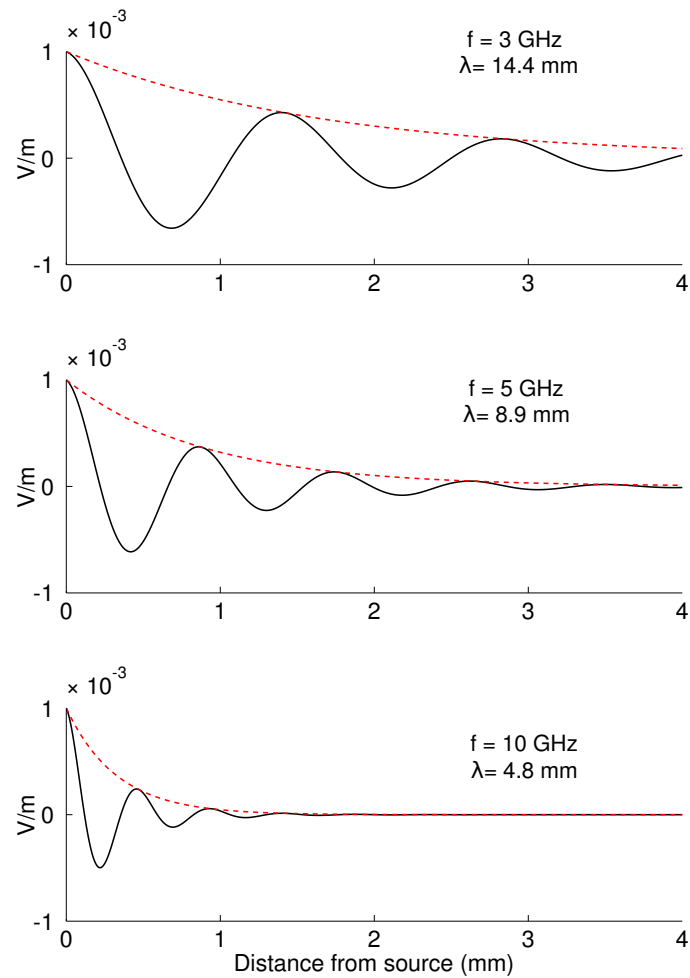 × 10⁻³
1
0
-1
V/m
f = 3 GHz
λ= 14.4 mm
0 1 2 3 4
× 10⁻³
1
0
-1
V/m
f = 5 GHz
λ= 8.9 mm
0 1 2 3 4
× 10⁻³
1
0
-1
V/m
f = 10 GHz
λ= 4.8 mm
0 1 2 3 4
Distance from source (mm)